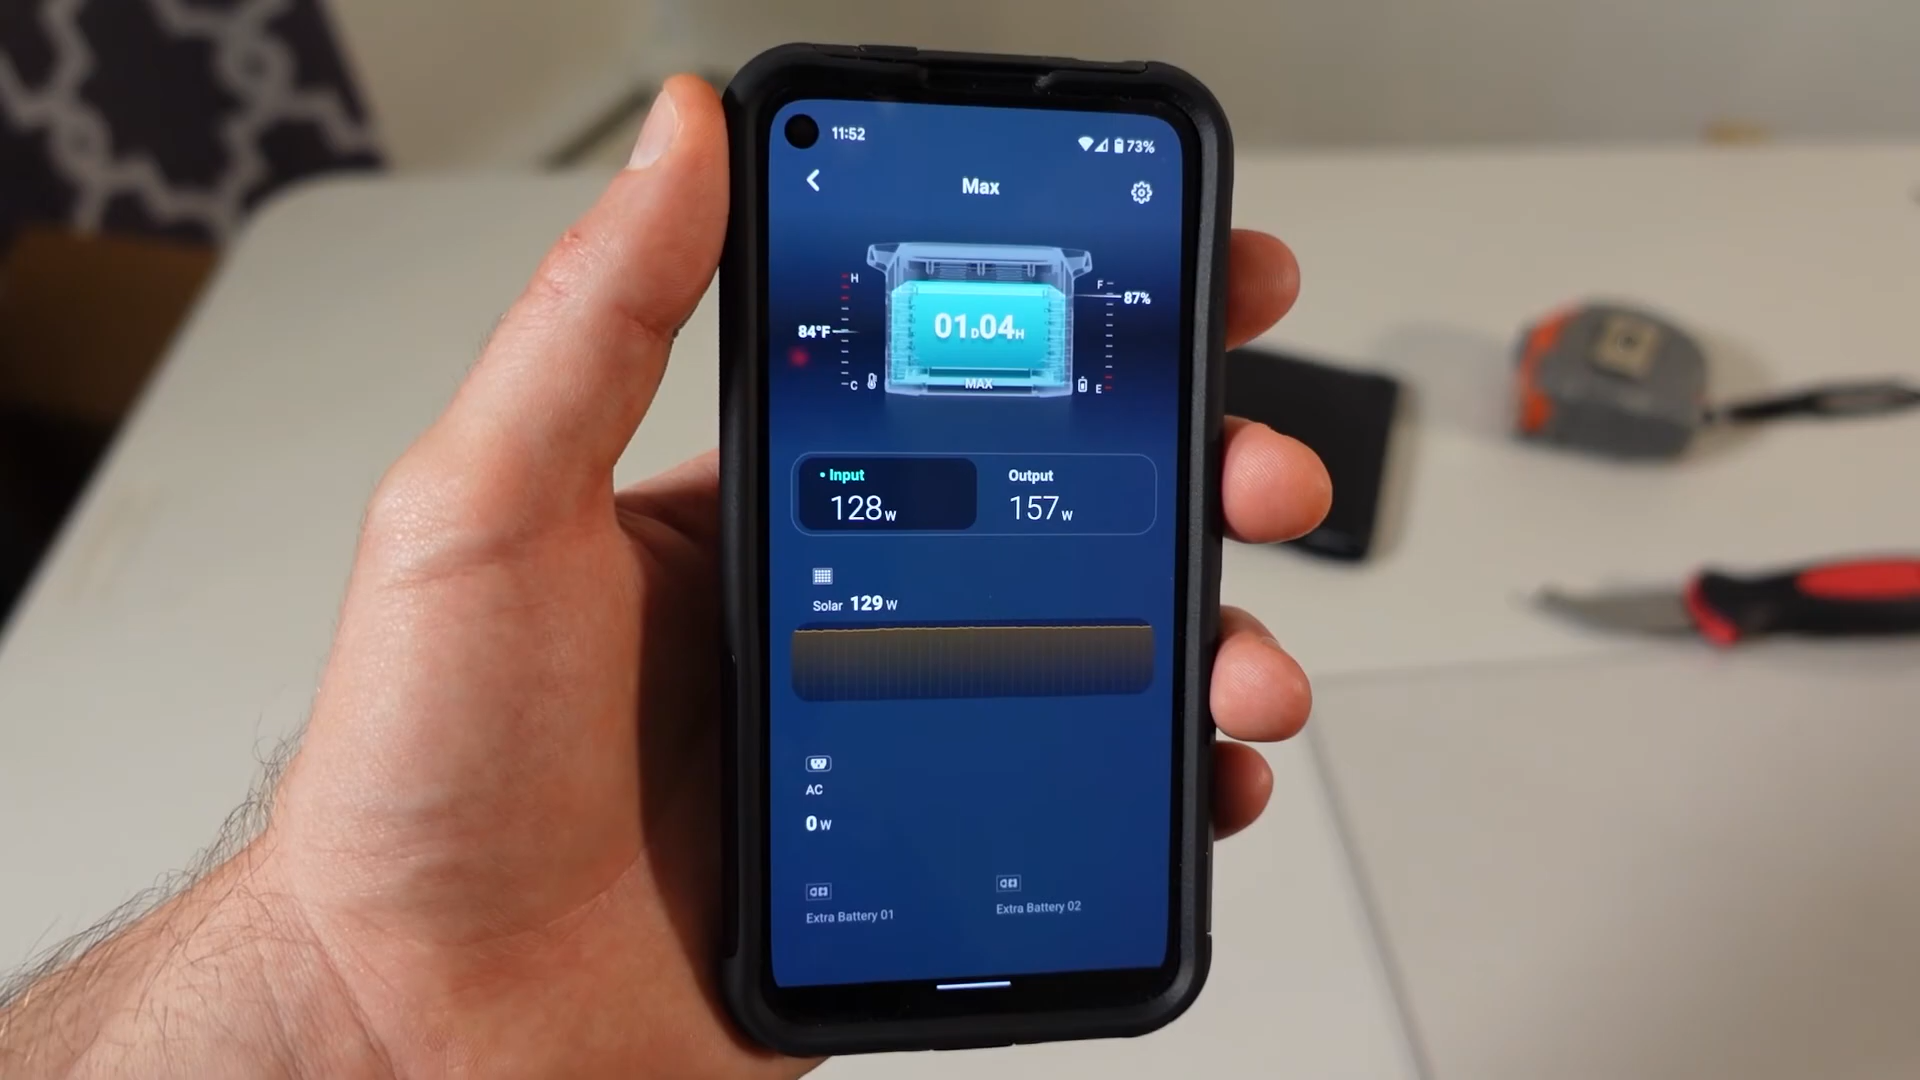 11:52
73%
Max
H
F
87%
01D04H
84°F
C
MAX
E
• Input
Output
128W
157W
Solar 129 W
AC
0 W
Extra Battery 01
Extra Battery 02